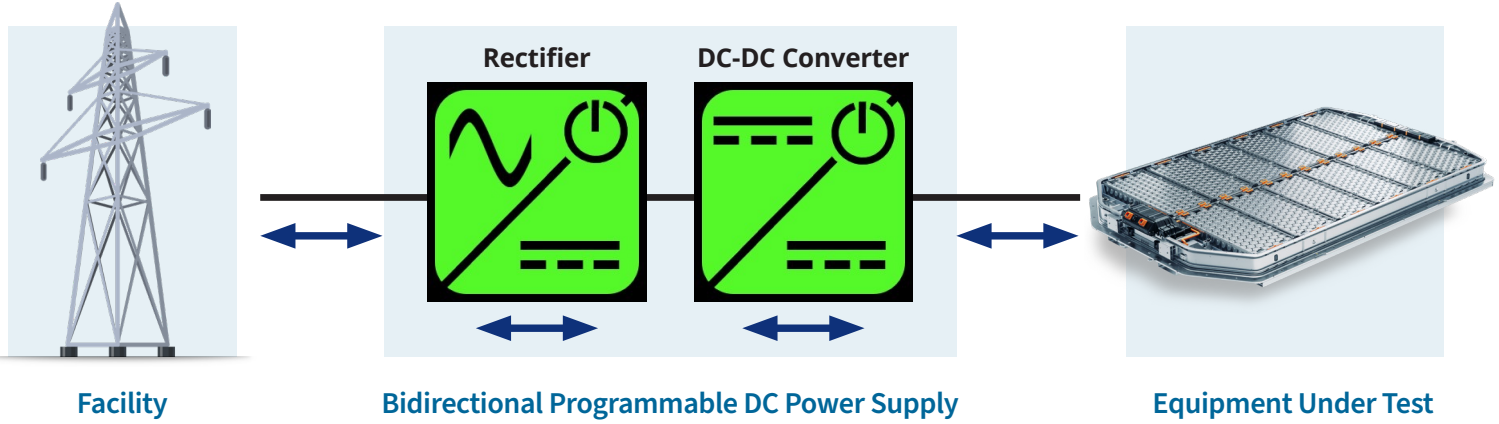 Rectifier
DC-DC Converter
Facility
Bidirectional Programmable DC Power Supply
Equipment Under Test